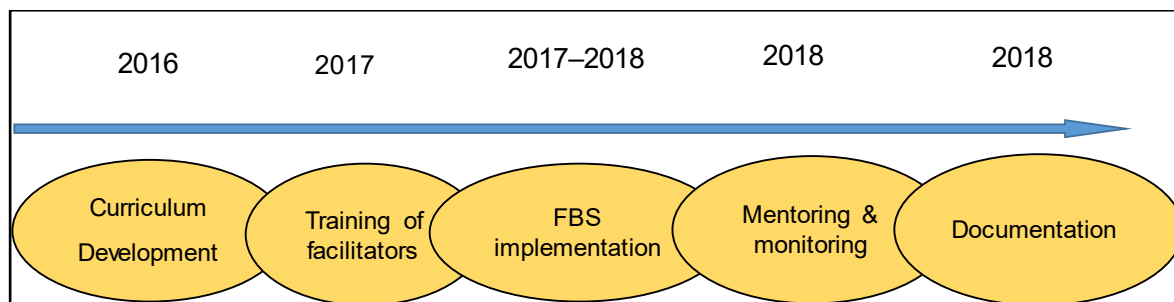 2016
2017
2017–2018
2018
2018
Curriculum
Development
Training of
facilitators
FBS
implementation
Mentoring &
monitoring
Documentation